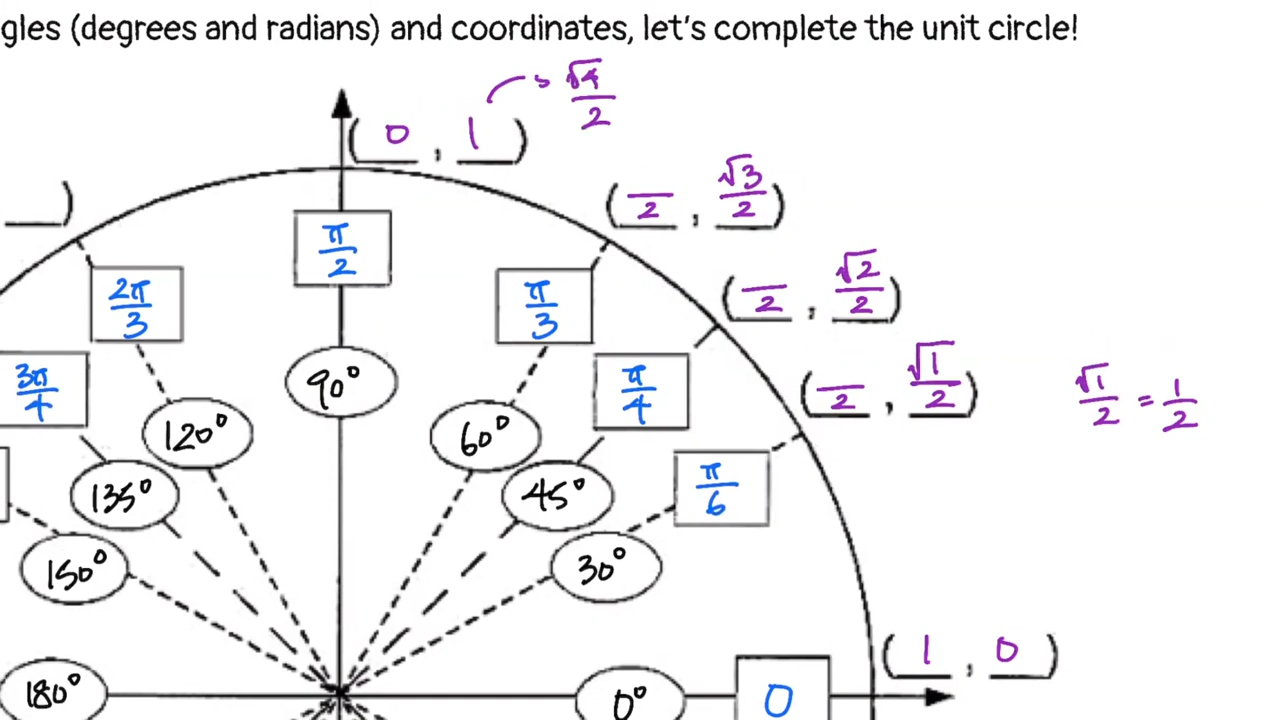 gles (degrees and radians) and coordinates, let's complete the unit circle!
√4/2
( 0 , 1 )
( /2 , √3/2 )
)
π/2
( /2 , √2/2 )
2π/3
π/3
( /2 , √1/2 )
√1/2 = 1/2
3π/4
90°
π/4
120°
60°
π/6
135°
45°
150°
30°
( 1 , 0 )
180°
0°
0